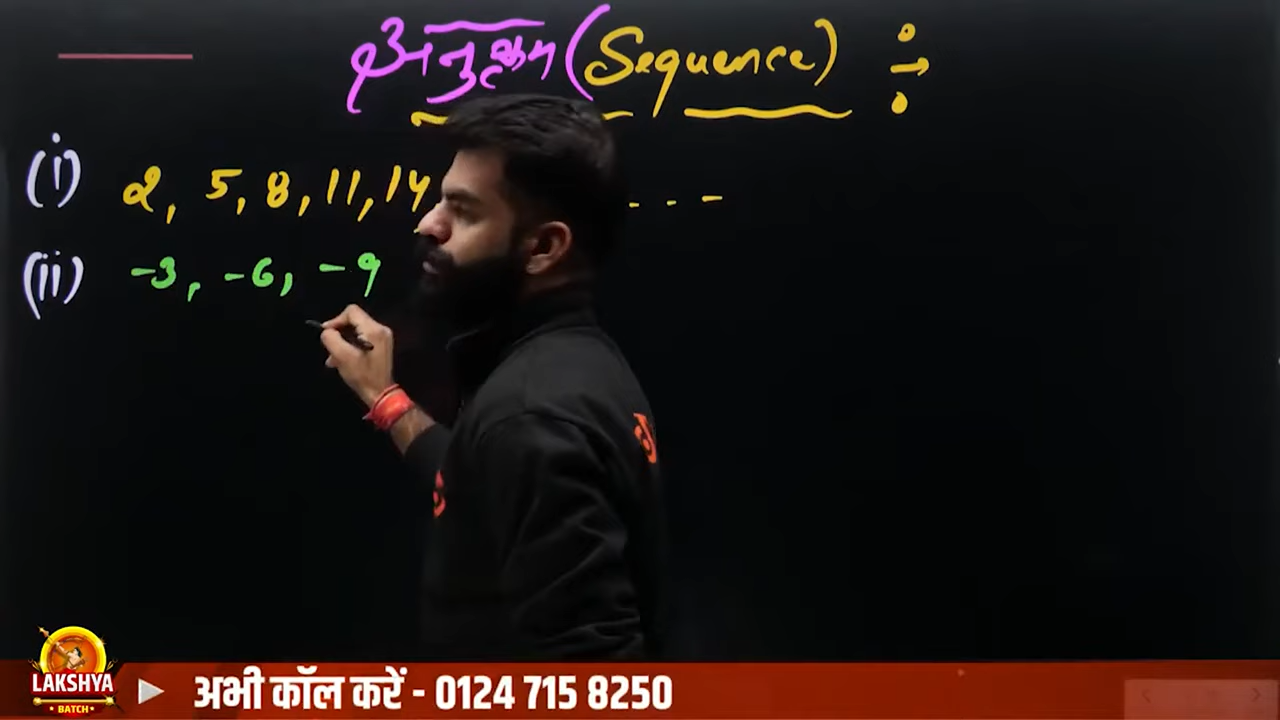 अनुक्रम (Sequence) :→
(i) 2, 5, 8, 11, 14 . . . -
(ii) -3, -6, -9
LAKSHYA
BATCH
अभी कॉल करें - 0124 715 8250